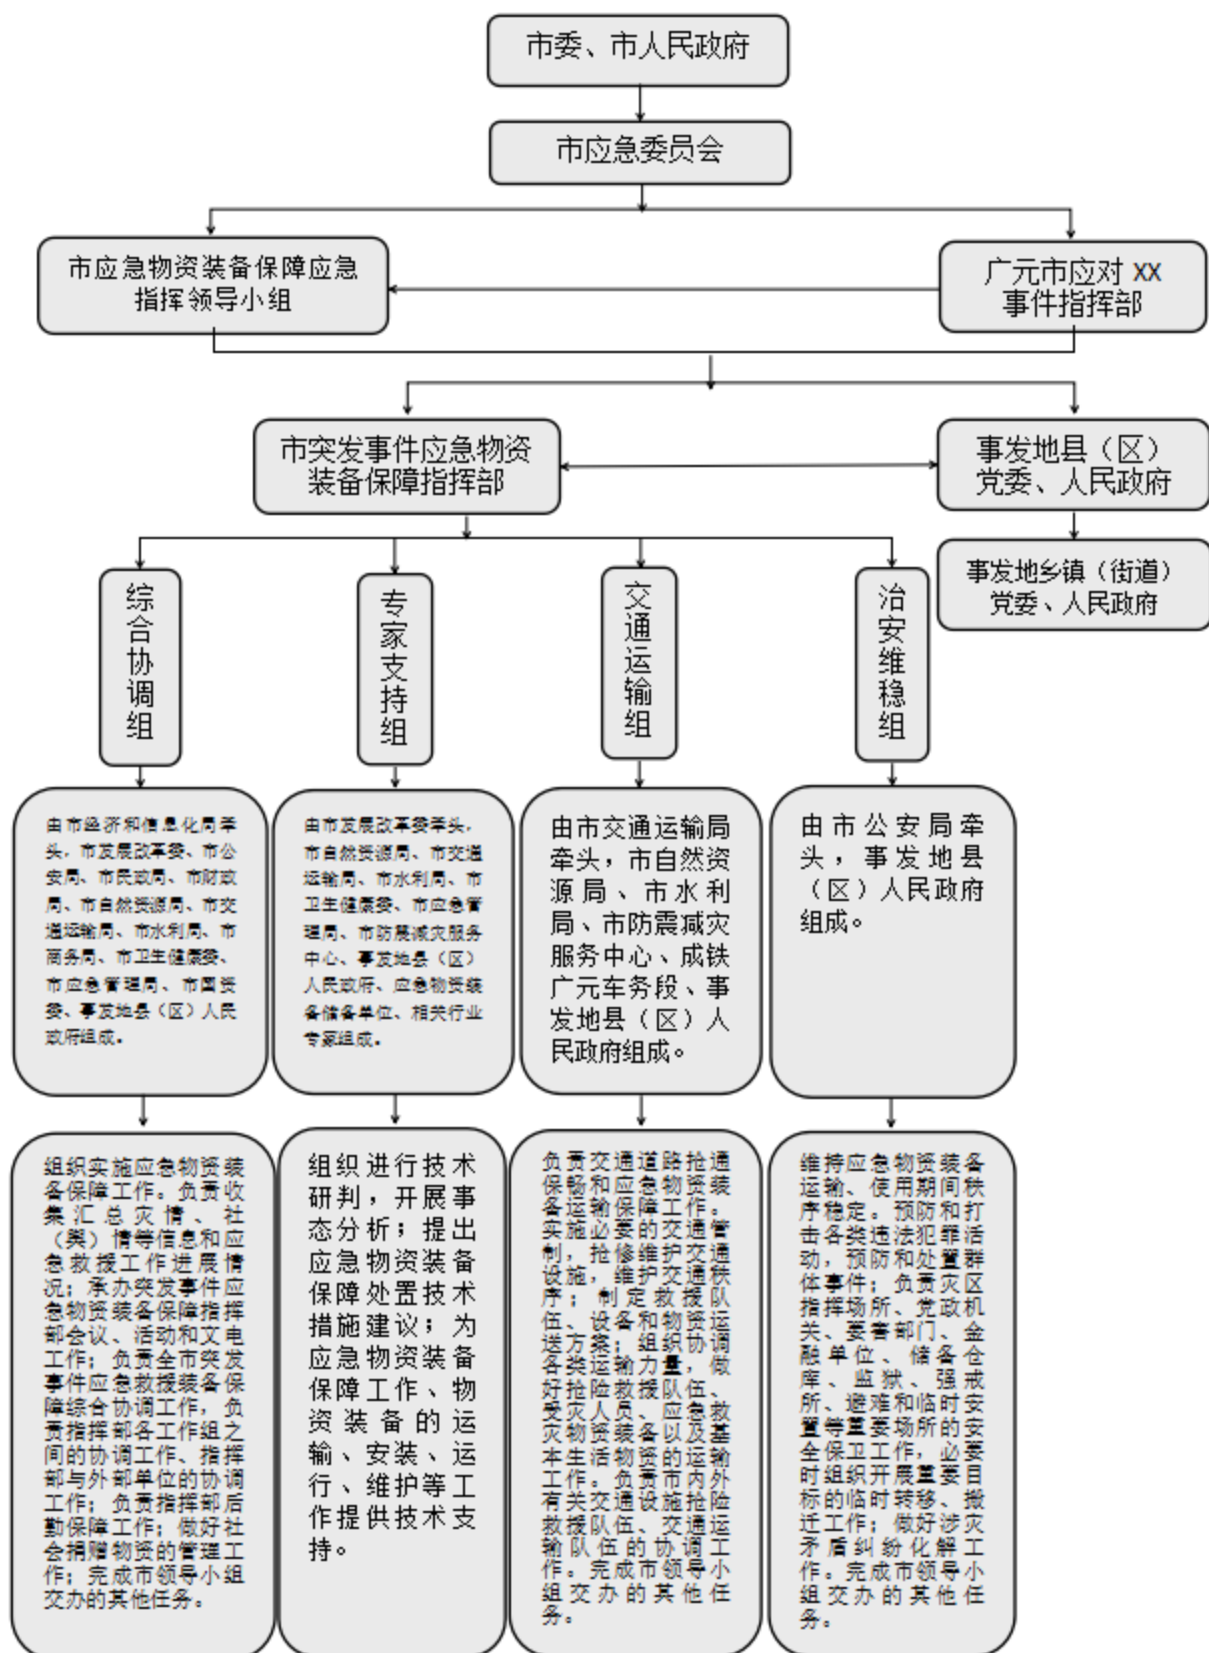 市委、市人民政府
市应急委员会
市应急物资装备保障应急
指挥领导小组
广元市应对 XX
事件指挥部
市突发事件应急物资
装备保障指挥部
事发地县（区）
党委、人民政府
事发地乡镇（街道）
党委、人民政府
综合协调组
专家支持组
交通运输组
治安维稳组
由市经济和信息化局牵
头，市发展改革委、市公
安局、市民政局、市财政
局、市自然资源局、市交
通运输局、市水利局、市
商务局、市卫生健康委、
市应急管理局、市国资
委、事发地县（区）人民
政府组成。
由市发展改革委牵头，
市自然资源局、市交通
运输局、市水利局、市
卫生健康委、市应急管
理局、市防震减灾服务
中心、事发地县（区）
人民政府、应急物资装
备储备单位、相关行业
专家组成。
由市交通运输局
牵头，市自然资
源局、市水利
局、市防震减灾
服务中心、成铁
广元车务段、事
发地县（区）人
民政府组成。
由市公安局牵
头，事发地县
（区）人民政府
组成。
组织实施应急物资装
备保障工作。负责收
集汇总灾情、社
（舆）情等信息和应
急救援工作进展情
况；承办突发事件应
急物资装备保障指挥
部会议、活动和文电
工作；负责全市突发
事件应急救援装备保
障综合协调工作，负
责指挥部各工作组之
间的协调工作、指挥
部与外部单位的协调
工作；负责指挥部后
勤保障工作；做好社
会捐赠物资的管理工
作；完成市领导小组
交办的其他任务。
组织进行技术
研判，开展事
态分析；提出
应急物资装备
保障处置技术
措施建议；为
应急物资装备
保障工作、物
资装备的运
输、安装、运
行、维护等工
作提供技术支
持。
负责交通道路抢通
保畅和应急物资装
备运输保障工作。
实施必要的交通管
制，抢修维护交通
设施，维护交通秩
序；制定救援队
伍、设备和物资运
送方案；组织协调
各类运输力量，做
好抢险救援队伍、
受灾人员、应急救
灾物资装备以及基
本生活物资的运输
工作。负责市内外
有关交通设施抢险
救援队伍、交通运
输队伍的协调工
作。完成市领导小
组交办的其他任
务。
维持应急物资装备
运输、使用期间秩
序稳定。预防和打
击各类违法犯罪活
动，预防和处置群
体事件；负责灾区
指挥场所、党政机
关、要害部门、金
融单位、储备仓
库、监狱、强戒
所、避难和临时安
置等重要场所的安
全保卫工作，必要
时组织开展重要目
标的临时转移、搬
迁工作；做好涉灾
矛盾纠纷化解工
作。完成市领导小
组交办的其他任
务。